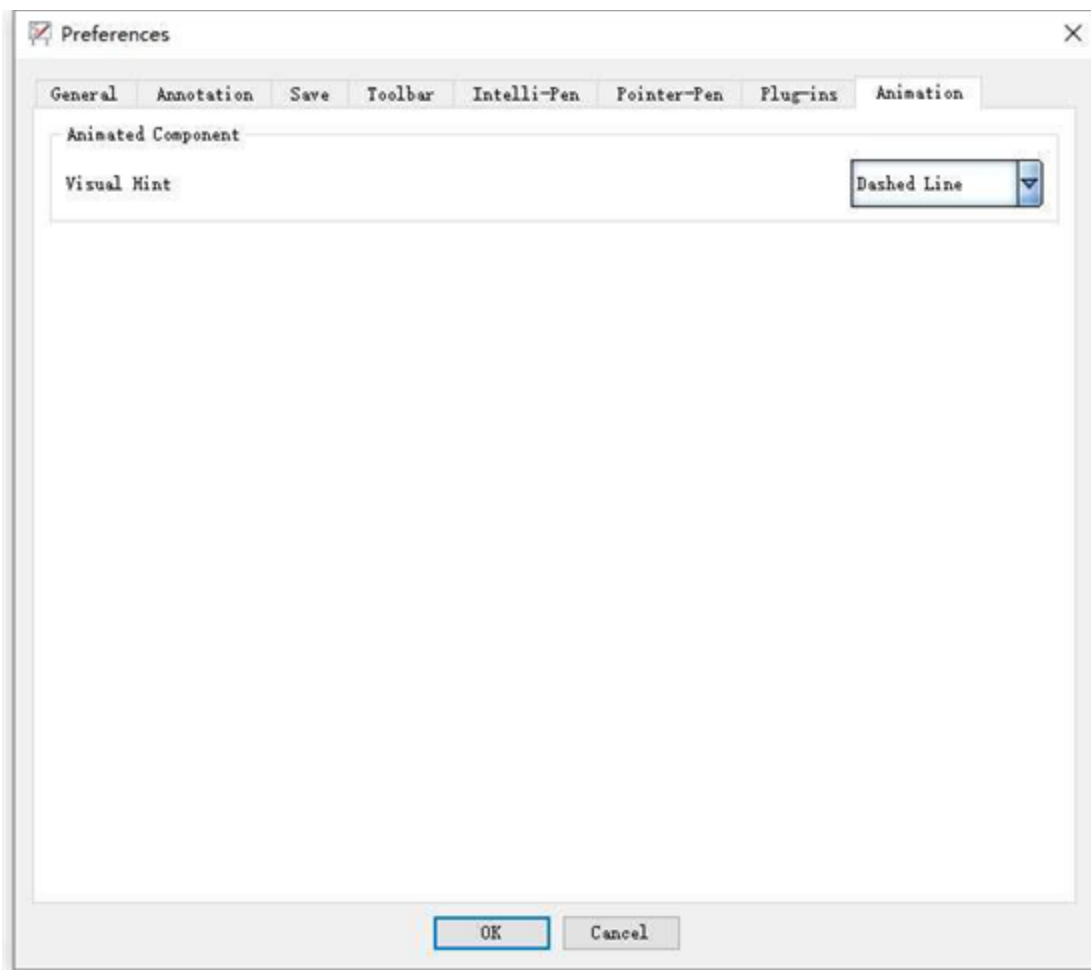 Preferences
General Annotation Save Toolbar Intelli-Pen Pointer-Pen Plug-ins Animation
Animated Component
Visual Hint Dashed Line
OK Cancel